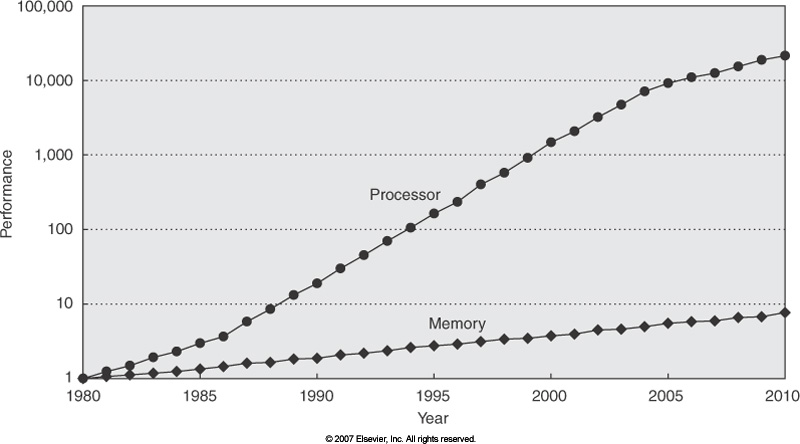 100,000
10,000
1,000
100
10
1
Performance
Processor
Memory
1980 1985 1990 1995 2000 2005 2010
Year
© 2007 Elsevier, Inc. All rights reserved.